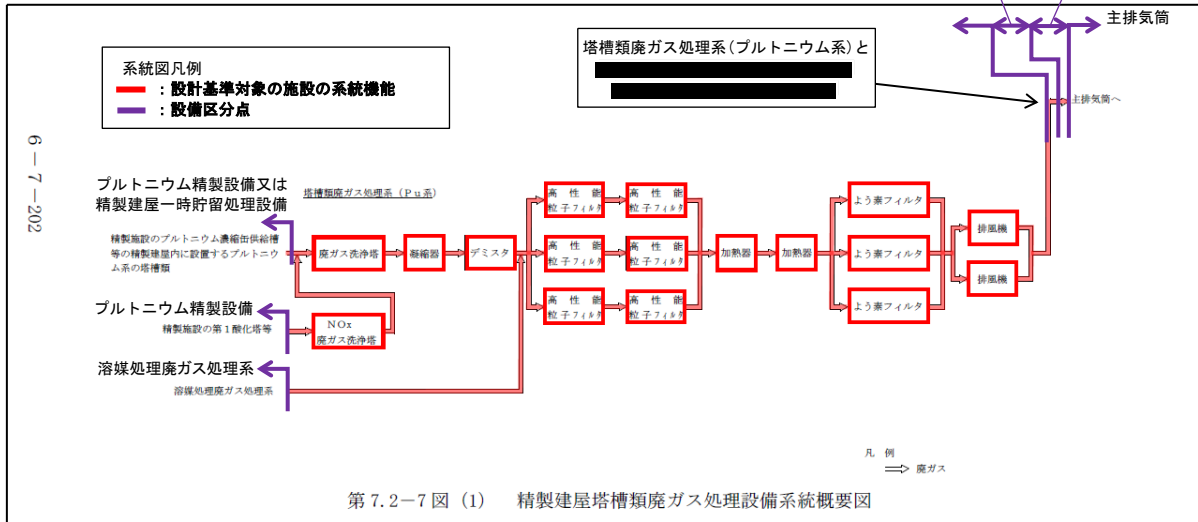 主排気筒
塔槽類廃ガス処理系(プルトニウム系)と
系統図凡例
：設計基準対象の施設の系統機能
：設備区分点
主排気筒へ
6－7－202
プルトニウム精製設備又は
精製建屋一時貯留処理設備
塔槽類廃ガス処理系（Ｐｕ系）
精製施設のプルトニウム濃縮缶供給槽
等の精製建屋内に設置するプルトニウ
ム系の塔槽類
廃ガス洗浄塔
凝縮器
デミスタ
高性能
粒子フィルタ
高性能
粒子フィルタ
高性能
粒子フィルタ
高性能
粒子フィルタ
高性能
粒子フィルタ
高性能
粒子フィルタ
加熱器
加熱器
よう素フィルタ
よう素フィルタ
よう素フィルタ
排風機
排風機
プルトニウム精製設備
精製施設の第１酸化塔等
NOx
廃ガス洗浄塔
溶媒処理廃ガス処理系
溶媒処理廃ガス処理系
凡例
廃ガス
第7.2－7図（1）　精製建屋塔槽類廃ガス処理設備系統概要図